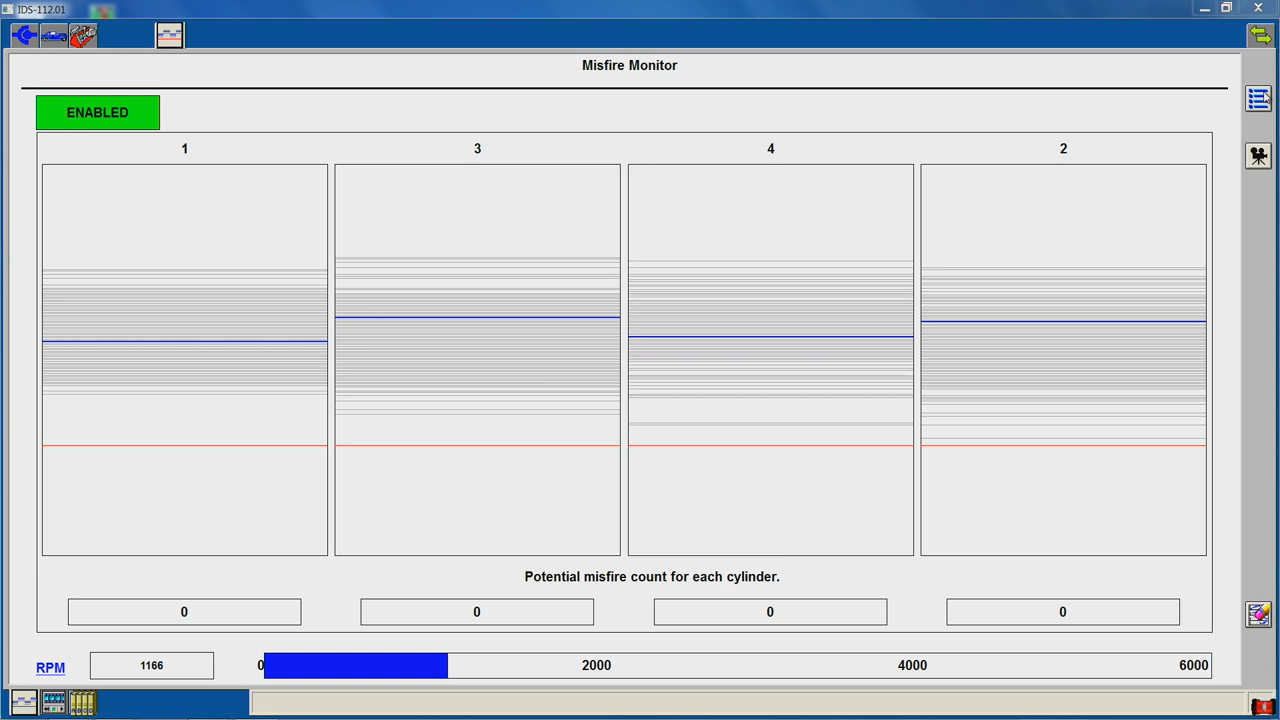 IDS-112.01
Misfire Monitor
ENABLED
1 3 4 2
Potential misfire count for each cylinder.
0 0 0 0
RPM 1166 0 2000 4000 6000